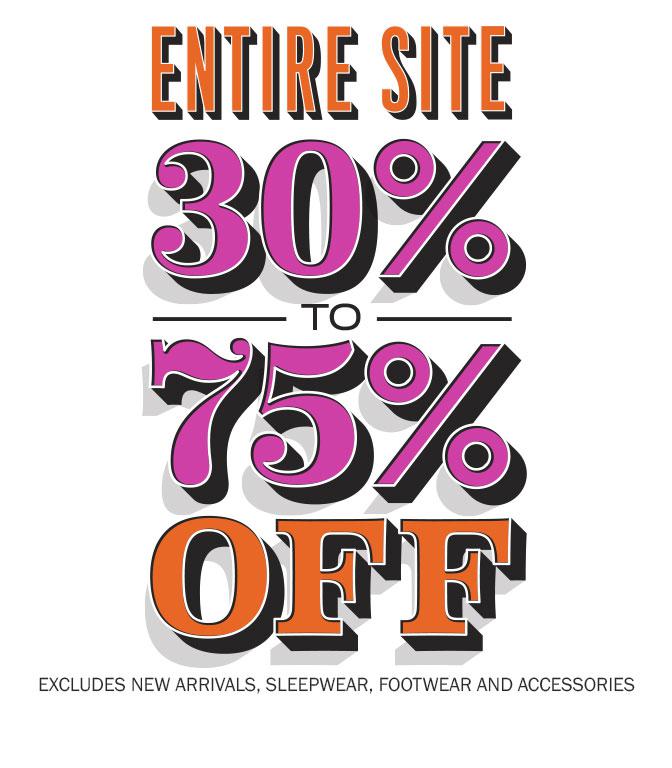 ENTIRE SITE
30%
TO
75%
OFF
EXCLUDES NEW ARRIVALS, SLEEPWEAR, FOOTWEAR AND ACCESSORIES